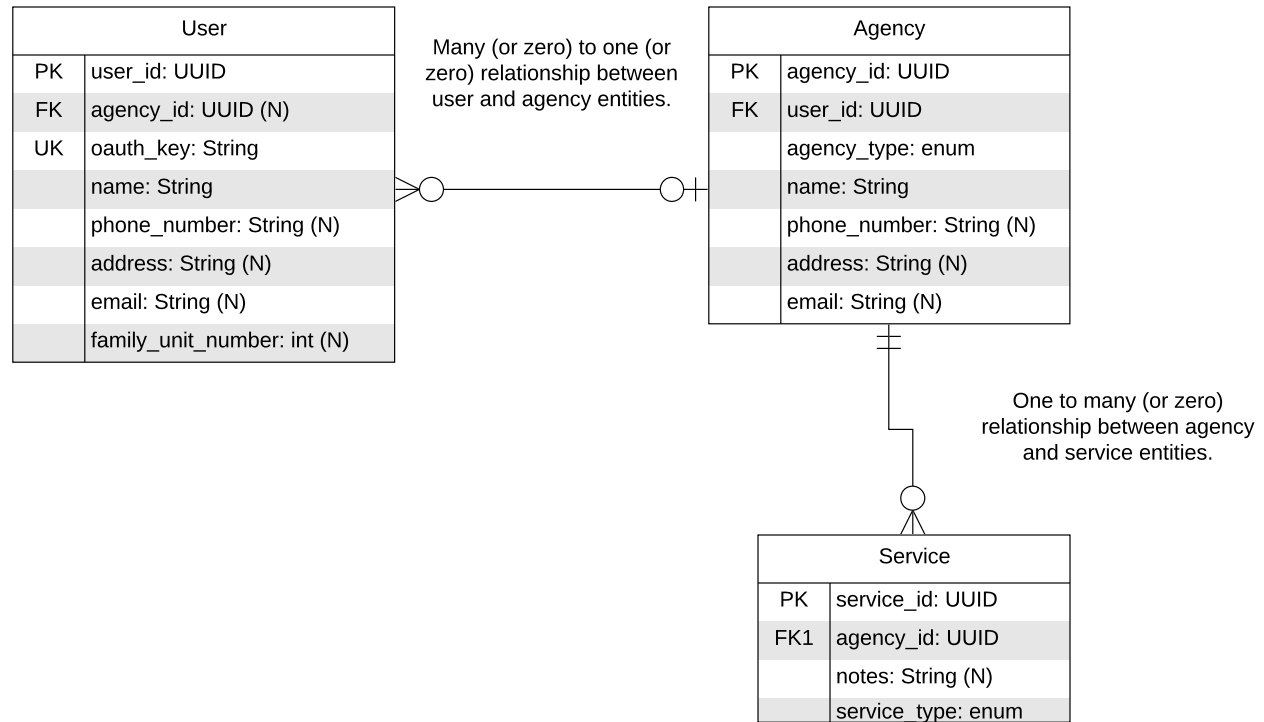 User
PK user_id: UUID
FK agency_id: UUID (N)
UK oauth_key: String
name: String
phone_number: String (N)
address: String (N)
email: String (N)
family_unit_number: int (N)
Many (or zero) to one (or
zero) relationship between
user and agency entities.
Agency
PK agency_id: UUID
FK user_id: UUID
agency_type: enum
name: String
phone_number: String (N)
address: String (N)
email: String (N)
One to many (or zero)
relationship between agency
and service entities.
Service
PK service_id: UUID
FK1 agency_id: UUID
notes: String (N)
service_type: enum